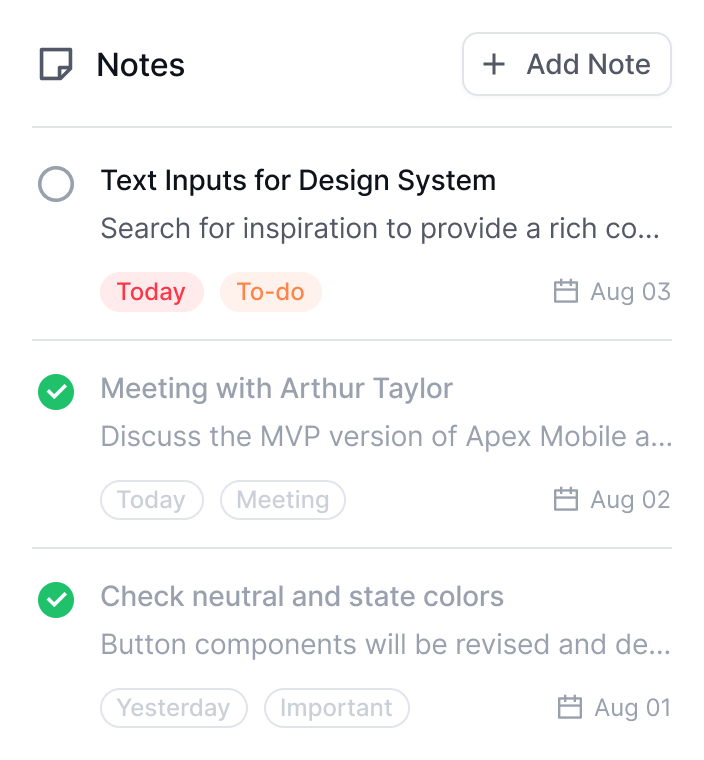 Notes
Add Note
Text Inputs for Design System
Search for inspiration to provide a rich co...
Today To-do Aug 03
Meeting with Arthur Taylor
Discuss the MVP version of Apex Mobile a...
Today Meeting Aug 02
Check neutral and state colors
Button components will be revised and de...
Yesterday Important Aug 01